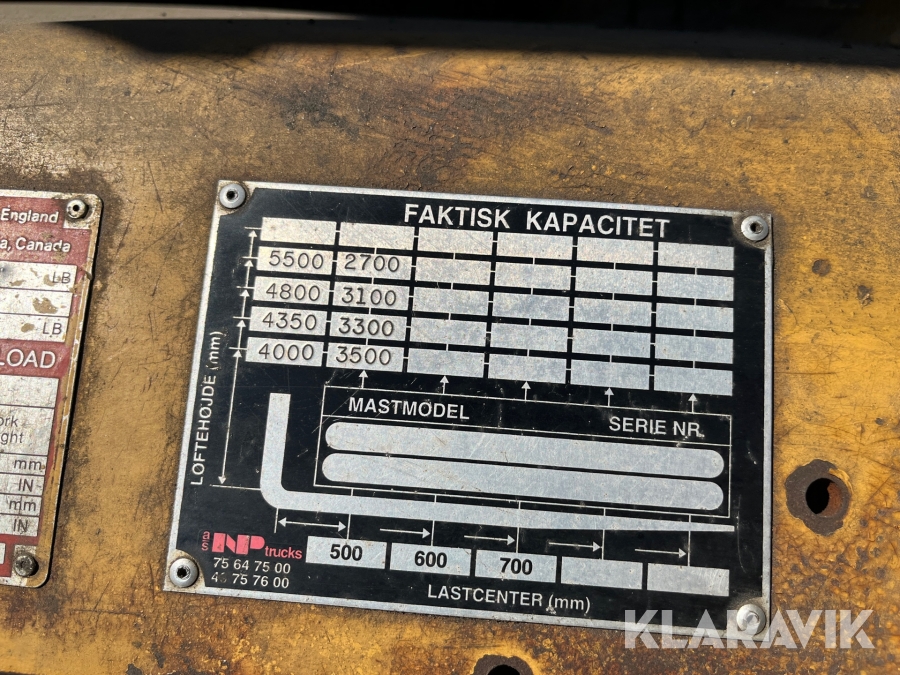 England
a, Canada
LB
LB
LOAD
ork
ght
mm
IN
mm
IN
FAKTISK KAPACITET
5500 2700
4800 3100
4350 3300
4000 3500
LOFTEHOJDE (mm)
MASTMODEL
SERIE NR.
as NP trucks
75 64 75 00
75 76 00
500 600 700
LASTCENTER (mm)
KLARAVIK